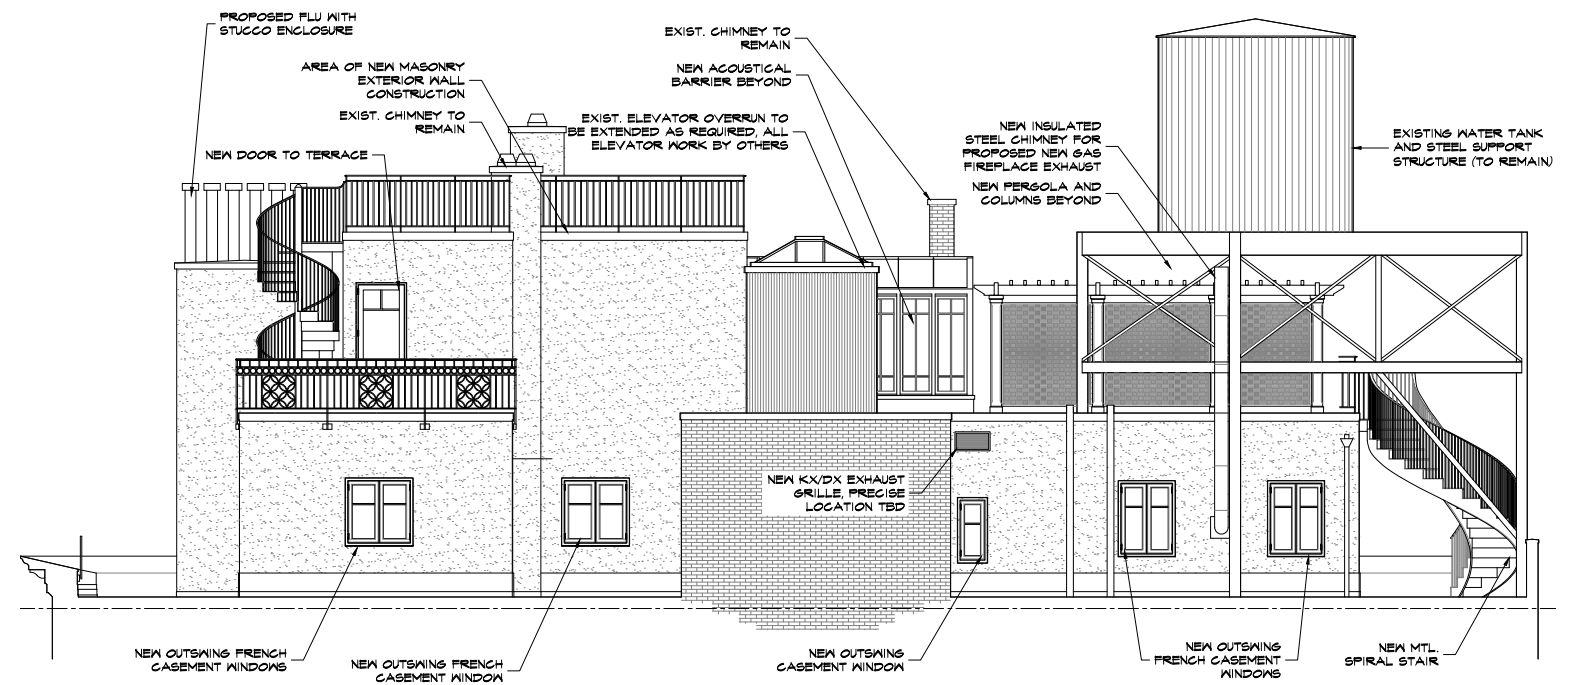 PROPOSED FLU WITH
STUCCO ENCLOSURE
AREA OF NEW MASONRY
EXTERIOR WALL
CONSTRUCTION
EXIST. CHIMNEY TO
REMAIN
NEW DOOR TO TERRACE
EXIST. CHIMNEY TO
REMAIN
NEW ACOUSTICAL
BARRIER BEYOND
EXIST. ELEVATOR OVERRUN TO
BE EXTENDED AS REQUIRED, ALL
ELEVATOR WORK BY OTHERS
NEW INSULATED
STEEL CHIMNEY FOR
PROPOSED NEW GAS
FIREPLACE EXHAUST
NEW PERGOLA AND
COLUMNS BEYOND
EXISTING WATER TANK
AND STEEL SUPPORT
STRUCTURE (TO REMAIN)
NEW KX/DX EXHAUST
GRILLE, PRECISE
LOCATION TBD
NEW OUTSWING FRENCH
CASEMENT WINDOWS
NEW OUTSWING FRENCH
CASEMENT WINDOW
NEW OUTSWING
CASEMENT WINDOW
NEW OUTSWING
FRENCH CASEMENT
WINDOWS
NEW MTL.
SPIRAL STAIR